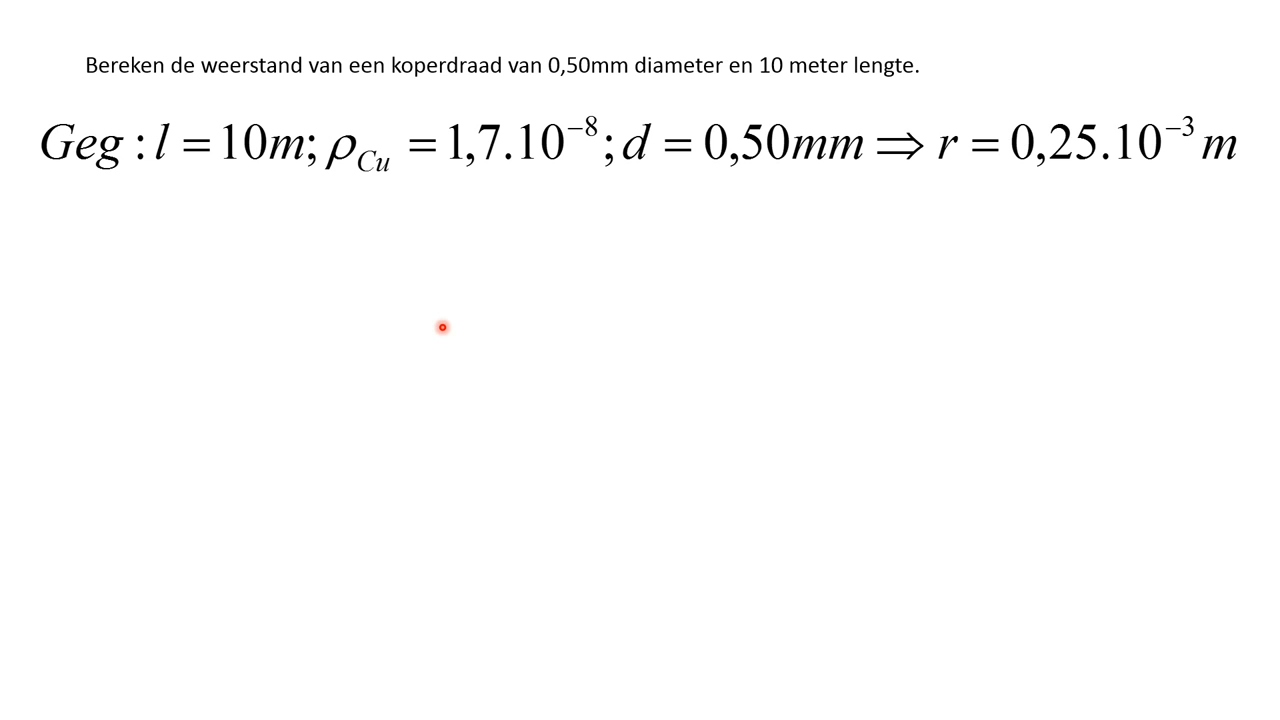 Bereken de weerstand van een koperdraad van 0,50mm diameter en 10 meter lengte.
Geg : l = 10m; ρ_Cu = 1,7.10⁻⁸; d = 0,50mm ⇒ r = 0,25.10⁻³ m